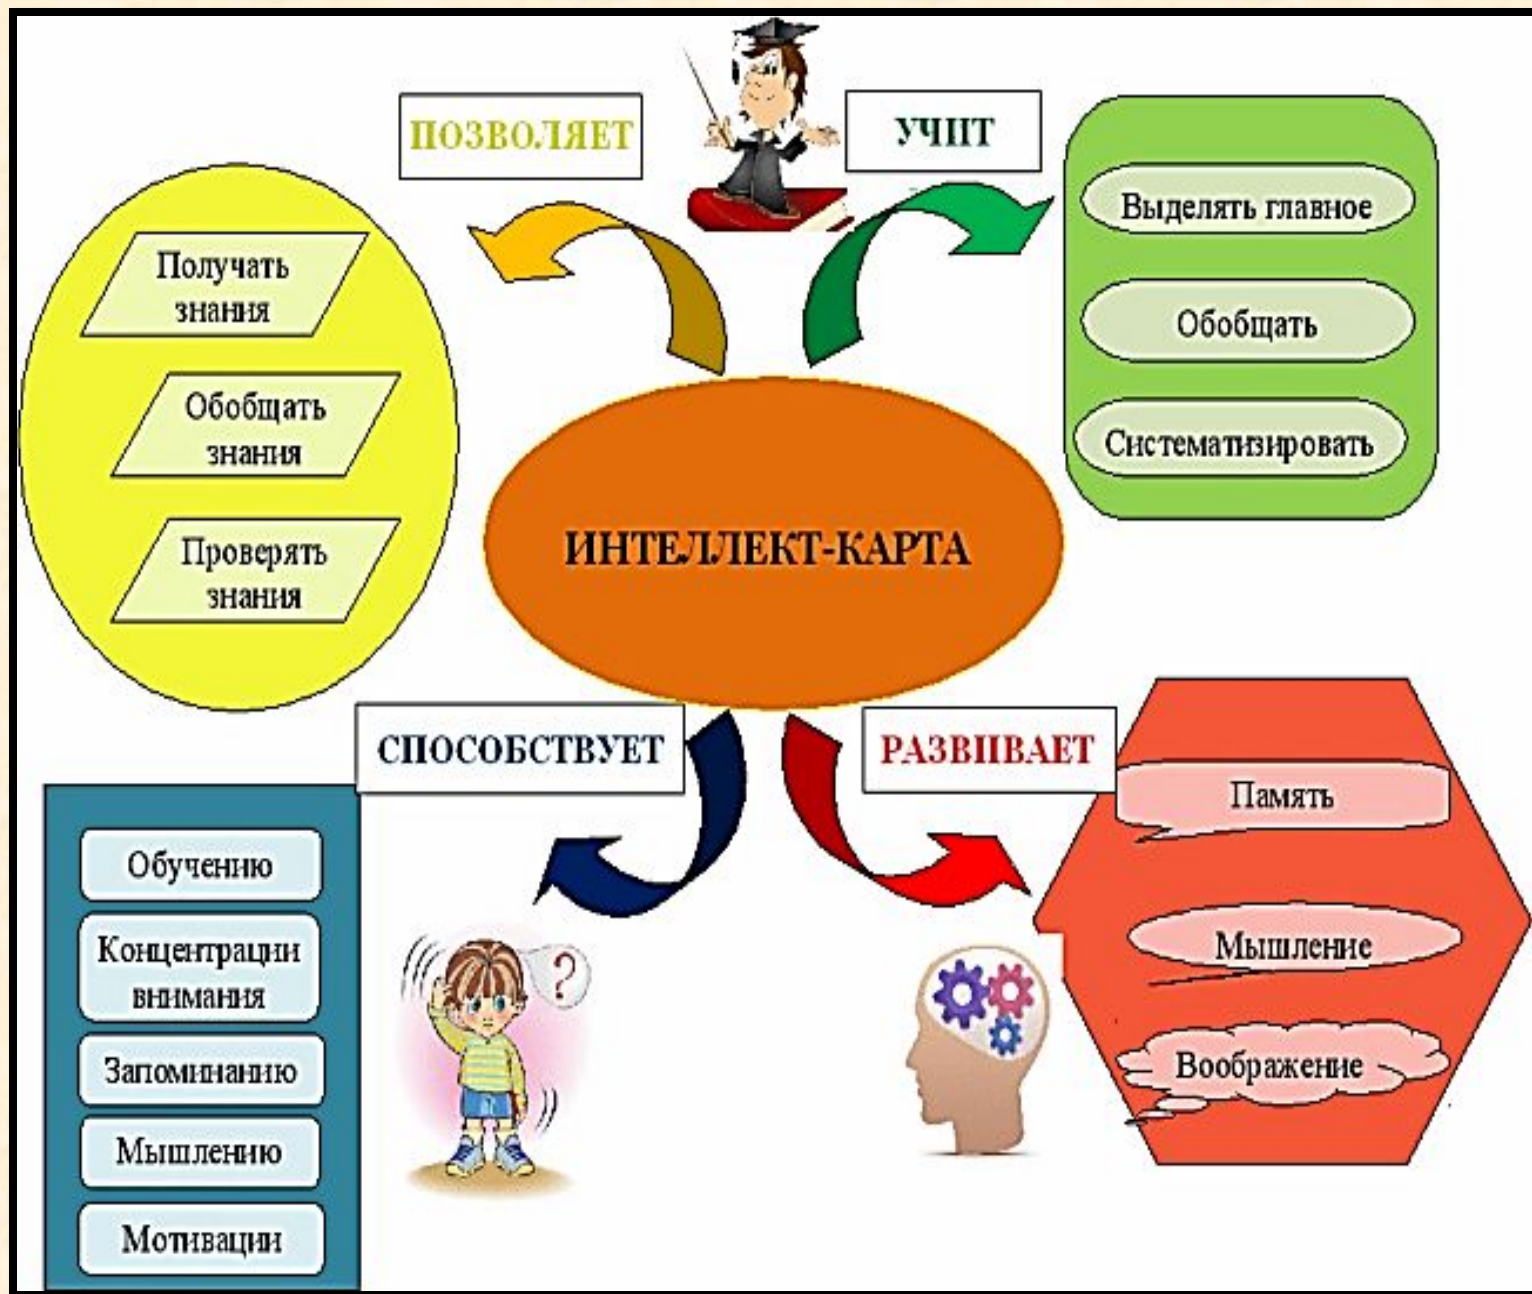 ПОЗВОЛЯЕТ
УЧИТ
Получать
знания
Обобщать
знания
Проверять
знания
Выделять главное
Обобщать
Систематизировать
ИНТЕЛЛЕКТ-КАРТА
СПОСОБСТВУЕТ
РАЗВИВАЕТ
Обучению
Концентрации
внимания
Запоминанию
Мышлению
Мотивации
?
Память
Мышление
Воображение